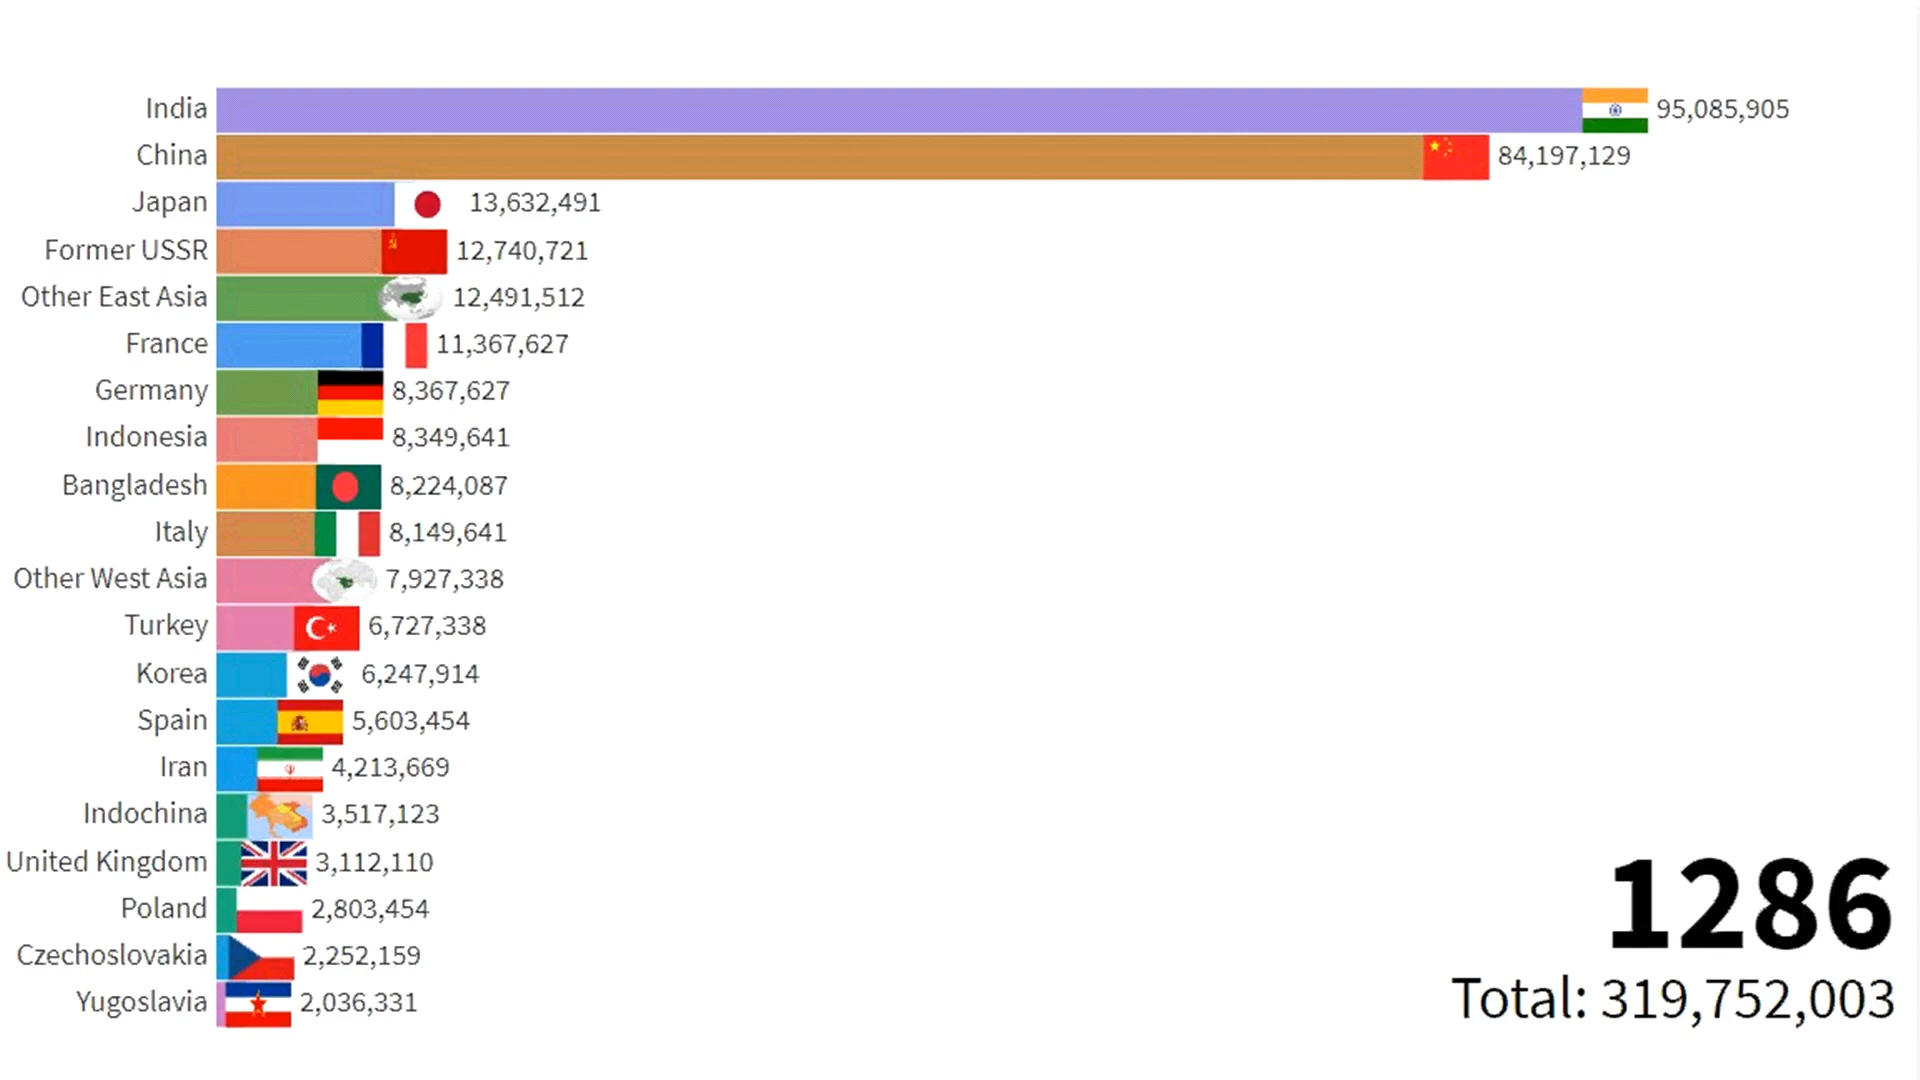 India 95,085,905
China 84,197,129
Japan 13,632,491
Former USSR 12,740,721
Other East Asia 12,491,512
France 11,367,627
Germany 8,367,627
Indonesia 8,349,641
Bangladesh 8,224,087
Italy 8,149,641
Other West Asia 7,927,338
Turkey 6,727,338
Korea 6,247,914
Spain 5,603,454
Iran 4,213,669
Indochina 3,517,123
United Kingdom 3,112,110
Poland 2,803,454
Czechoslovakia 2,252,159
Yugoslavia 2,036,331
1286
Total: 319,752,003